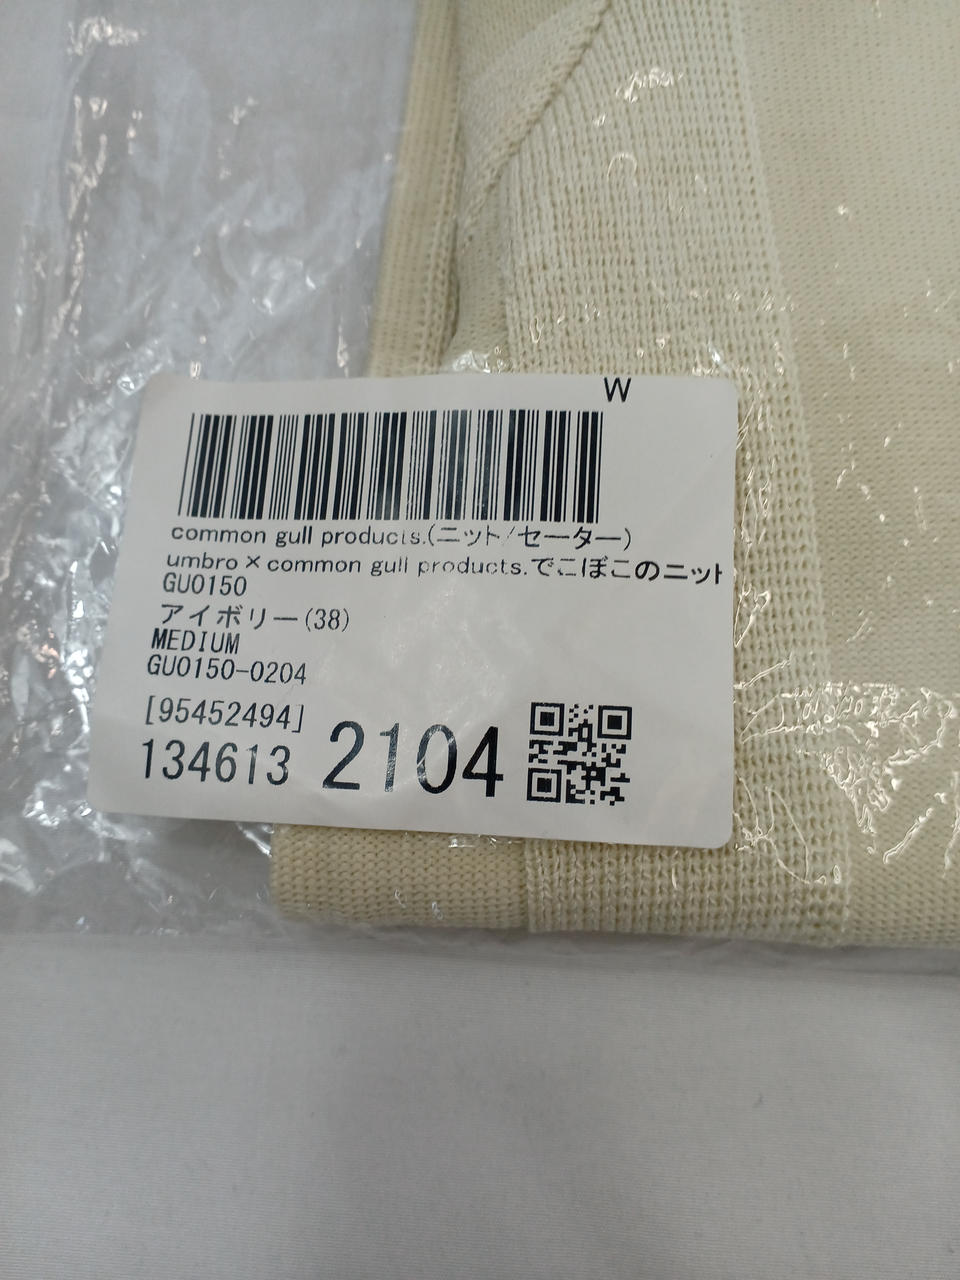 W
common gull products.(ニット/セーター)
umbro×common gull products.でこぼこのニット
GU0150
アイボリー(38)
MEDIUM
GU0150-0204
[95452494]
134613 2104